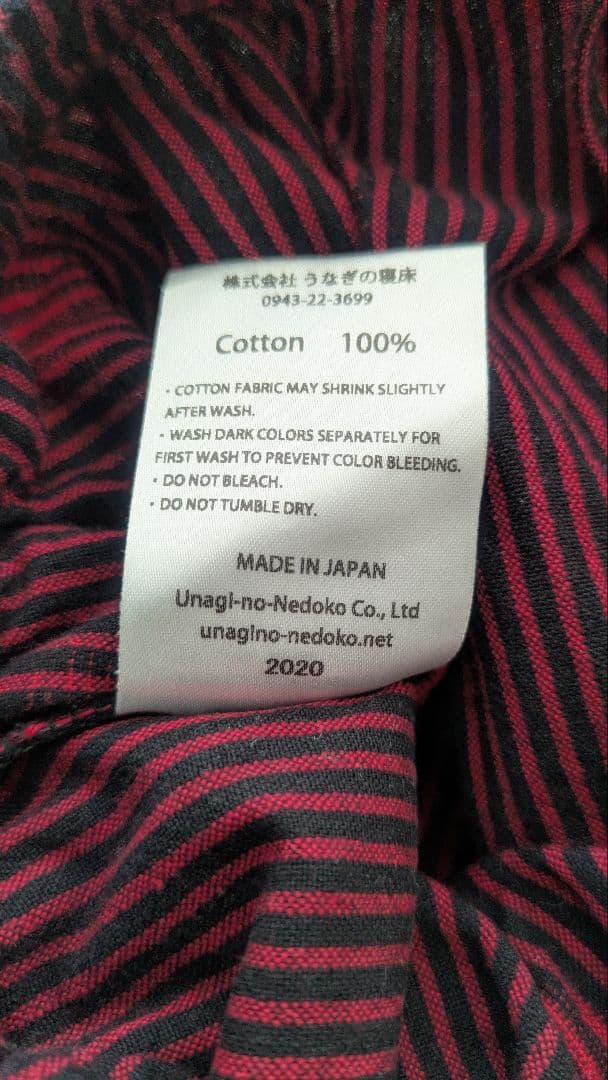 株式会社 うなぎの寝床
0943-22-3699
Cotton 100%
・COTTON FABRIC MAY SHRINK SLIGHTLY
AFTER WASH.
・WASH DARK COLORS SEPARATELY FOR
FIRST WASH TO PREVENT COLOR BLEEDING.
・DO NOT BLEACH.
・DO NOT TUMBLE DRY.
MADE IN JAPAN
Unagi-no-Nedoko Co., Ltd
unagino-nedoko.net
2020